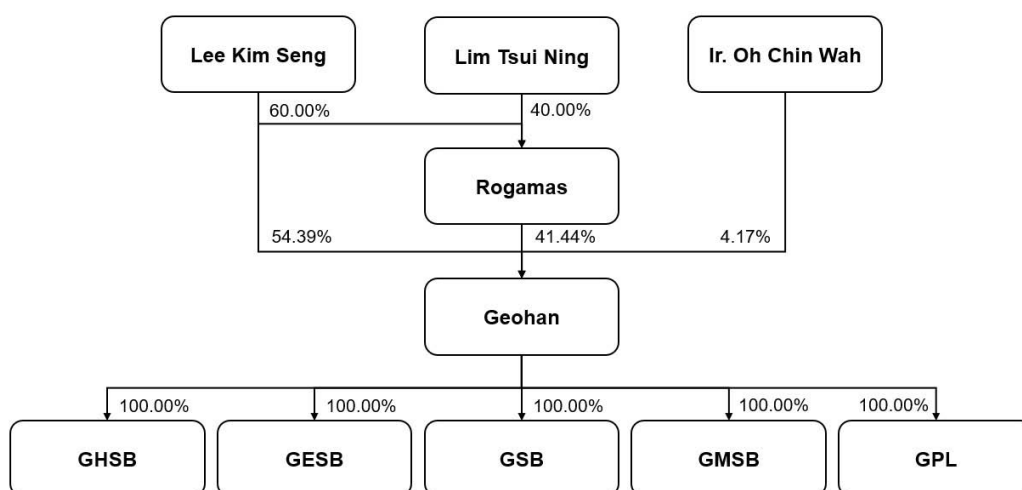 Lee Kim Seng
Lim Tsui Ning
Ir. Oh Chin Wah
60.00%
40.00%
Rogamas
54.39%
41.44%
4.17%
Geohan
100.00%
100.00%
100.00%
100.00%
100.00%
GHSB
GESB
GSB
GMSB
GPL